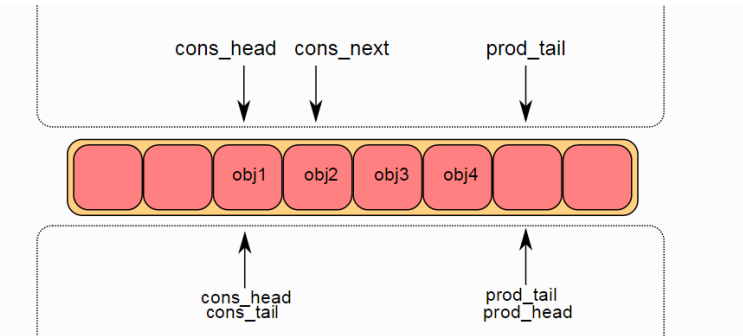 cons_head cons_next prod_tail
obj1 obj2 obj3 obj4
cons_head prod_tail
cons_tail prod_head